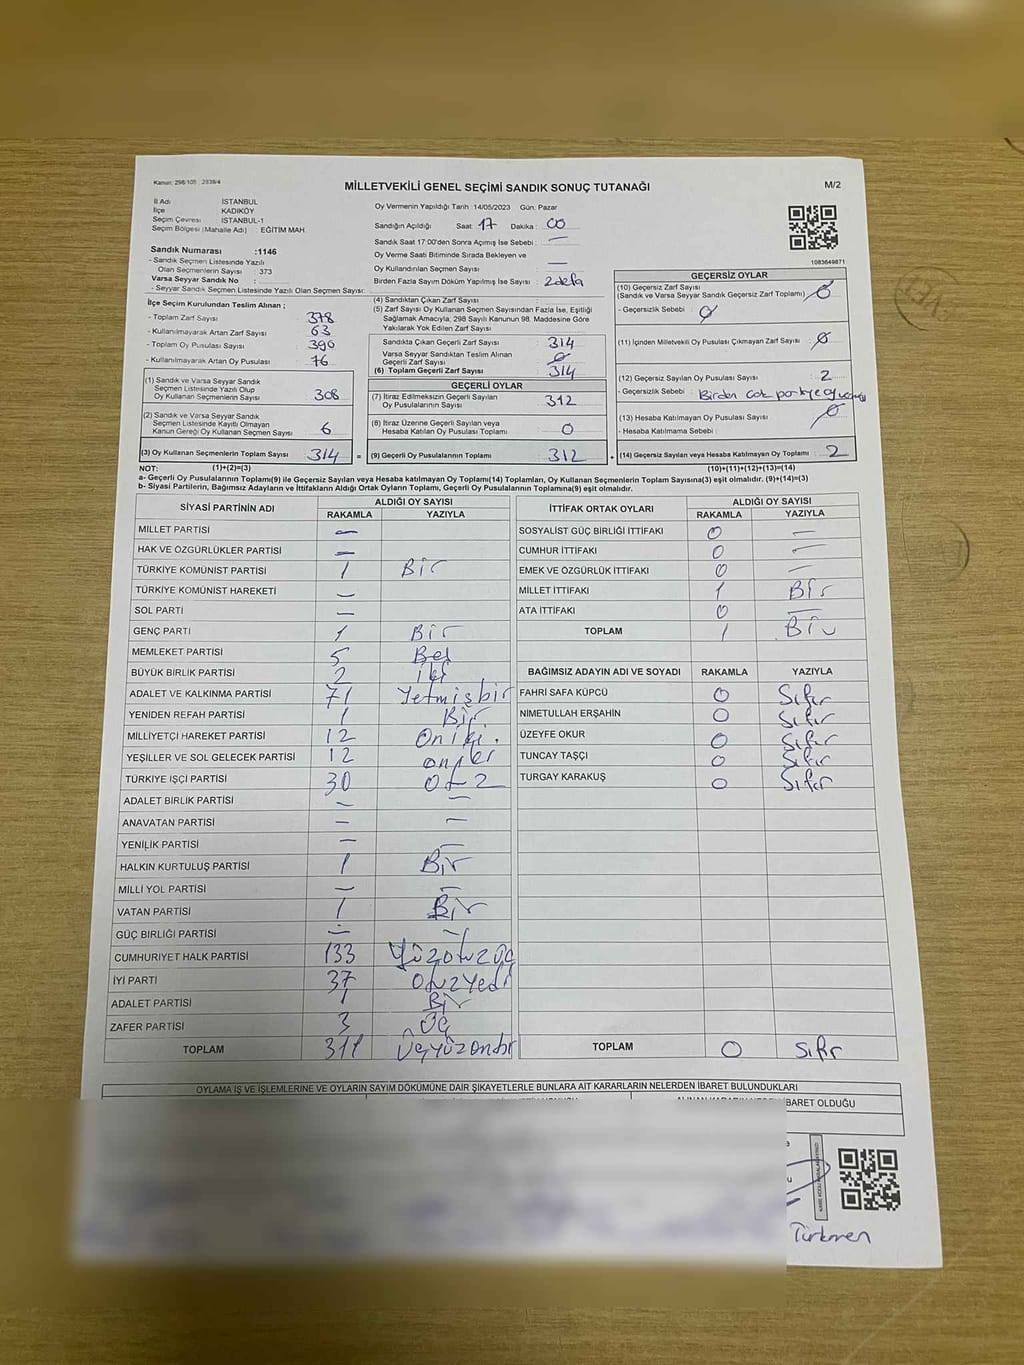 Kanun: 298/105 : 2839/4
MİLLETVEKİLİ GENEL SEÇİMİ SANDIK SONUÇ TUTANAĞI
M/2
İl Adı İSTANBUL
İlçe KADIKÖY
Seçim Çevresi İSTANBUL-1
Seçim Bölgesi (Mahalle Adı) : EĞİTİM MAH.
Sandık Numarası :1146
- Sandık Seçmen Listesinde Yazılı
Olan Seçmenlerin Sayısı : 373
Varsa Seyyar Sandık No :
- Seyyar Sandık Seçmen Listesinde Yazılı Olan Seçmen Sayısı:
Oy Vermenin Yapıldığı Tarih :14/05/2023 Gün: Pazar
Sandığın Açıldığı Saat: 17 Dakika : 00
Sandık Saat 17:00'den Sonra Açımış İse Sebebi : —
Oy Verme Saati Bitiminde Sırada Bekleyen ve
Oy Kullandırılan Seçmen Sayısı : —
Birden Fazla Sayım Döküm Yapılmış İse Sayısı : 2 defa
1083649871
İlçe Seçim Kurulundan Teslim Alınan ;
- Toplam Zarf Sayısı 378
- Kullanılmayarak Artan Zarf Sayısı 63
- Toplam Oy Pusulası Sayısı 390
- Kullanılmayarak Artan Oy Pusulası 76
(1) Sandık ve Varsa Seyyar Sandık
Seçmen Listesinde Yazılı Olup
Oy Kullanan Seçmenlerin Sayısı 308
(2) Sandık ve Varsa Seyyar Sandık
Seçmen Listesinde Kayıtlı Olmayan
Kanun Gereği Oy Kullanan Seçmen Sayısı 6
(3) Oy Kullanan Seçmenlerin Toplam Sayısı 314 =
(4) Sandıktan Çıkan Zarf Sayısı :
(5) Zarf Sayısı Oy Kullanan Seçmen Sayısından Fazla İse, Eşitliği
Sağlamak Amacıyla; 298 Sayılı Kanunun 98. Maddesine Göre
Yakılarak Yok Edilen Zarf Sayısı :
Sandıkta Çıkan Geçerli Zarf Sayısı : 314
Varsa Seyyar Sandıktan Teslim Alınan
Geçerli Zarf Sayısı : 0
(6) Toplam Geçerli Zarf Sayısı : 314
GEÇERLİ OYLAR
(7) İtiraz Edilmeksizin Geçerli Sayılan
Oy Pusulalarının Sayısı : 312
(8) İtiraz Üzerine Geçerli Sayılan veya
Hesaba Katılan Oy Pusulası Toplamı : 0
(9) Geçerli Oy Pusulalarının Toplamı 312 +
GEÇERSİZ OYLAR
(10) Geçersiz Zarf Sayısı
(Sandık ve Varsa Seyyar Sandık Geçersiz Zarf Toplamı) : 0
- Geçersizlik Sebebi : 0
(11) İçinden Milletvekili Oy Pusulası Çıkmayan Zarf Sayısı : 0
(12) Geçersiz Sayılan Oy Pusulası Sayısı : 2
- Geçersizlik Sebebi : Birden çok partiye oy
(13) Hesaba Katılmayan Oy Pusulası Sayısı : 0
- Hesaba Katılmama Sebebi :
(14) Geçersiz Sayılan veya Hesaba Katılmayan Oy Toplamı : 2
NOT: (1)+(2)=(3) (10)+(11)+(12)+(13)=(14)
a- Geçerli Oy Pusulalarının Toplamı(9) ile Geçersiz Sayılan veya Hesaba Katılmayan Oy Toplamı(14) Toplamları, Oy Kullanan Seçmenlerin Toplam Sayısına(3) eşit olmalıdır. (9)+(14)=(3)
b- Siyasi Partilerin, Bağımsız Adayların ve İttifakların Aldığı Ortak Oyların Toplamı, Geçerli Oy Pusulalarının Toplamına(9) eşit olmalıdır.
SİYASİ PARTİNİN ADI ALDIĞI OY SAYISI
RAKAMLA YAZIYLA
MİLLET PARTİSİ —
HAK VE ÖZGÜRLÜKLER PARTİSİ —
TÜRKİYE KOMÜNİST PARTİSİ 1 Bir
TÜRKİYE KOMÜNİST HAREKETİ —
SOL PARTİ —
GENÇ PARTİ 1 Bir
MEMLEKET PARTİSİ 5 Beş
BÜYÜK BİRLİK PARTİSİ 2 iki
ADALET VE KALKINMA PARTİSİ 71 Yetmişbir
YENİDEN REFAH PARTİSİ 1 Bir
MİLLİYETÇİ HAREKET PARTİSİ 12 Oniki.
YEŞİLLER VE SOL GELECEK PARTİSİ 12 oniki
TÜRKİYE İŞÇİ PARTİSİ 30 Otuz
ADALET BİRLİK PARTİSİ — —
ANAVATAN PARTİSİ — —
YENİLİK PARTİSİ — —
HALKIN KURTULUŞ PARTİSİ 1 Bir
MİLLİ YOL PARTİSİ — —
VATAN PARTİSİ 1 Bir
GÜÇ BİRLİĞİ PARTİSİ — —
CUMHURİYET HALK PARTİSİ 133 Yüzotuzüç
İYİ PARTİ 37 Otuzyedi
ADALET PARTİSİ 1 Bir
ZAFER PARTİSİ 3 Üç
TOPLAM 311 Üçyüzonbir
İTTİFAK ORTAK OYLARI ALDIĞI OY SAYISI
RAKAMLA YAZIYLA
SOSYALİST GÜÇ BİRLİĞİ İTTİFAKI 0 —
CUMHUR İTTİFAKI 0 —
EMEK VE ÖZGÜRLÜK İTTİFAKI 0 —
MİLLET İTTİFAKI 1 Bir
ATA İTTİFAKI 0 —
TOPLAM 1 Bir
BAĞIMSIZ ADAYIN ADI VE SOYADI RAKAMLA YAZIYLA
FAHRİ SAFA KÜPCÜ 0 Sıfır
NİMETULLAH ERŞAHİN 0 Sıfır
ÜZEYFE OKUR 0 Sıfır
TUNCAY TAŞÇI 0 Sıfır
TURGAY KARAKUŞ 0 Sıfır
TOPLAM 0 Sıfır
OYLAMA İŞ VE İŞLEMLERİNE VE OYLARIN SAYIM DÖKÜMÜNE DAİR ŞİKAYETLERLE BUNLARA AİT KARARLARIN NELERDEN İBARET BULUNDUKLARI
İBARET OLDUĞU
Türkmen